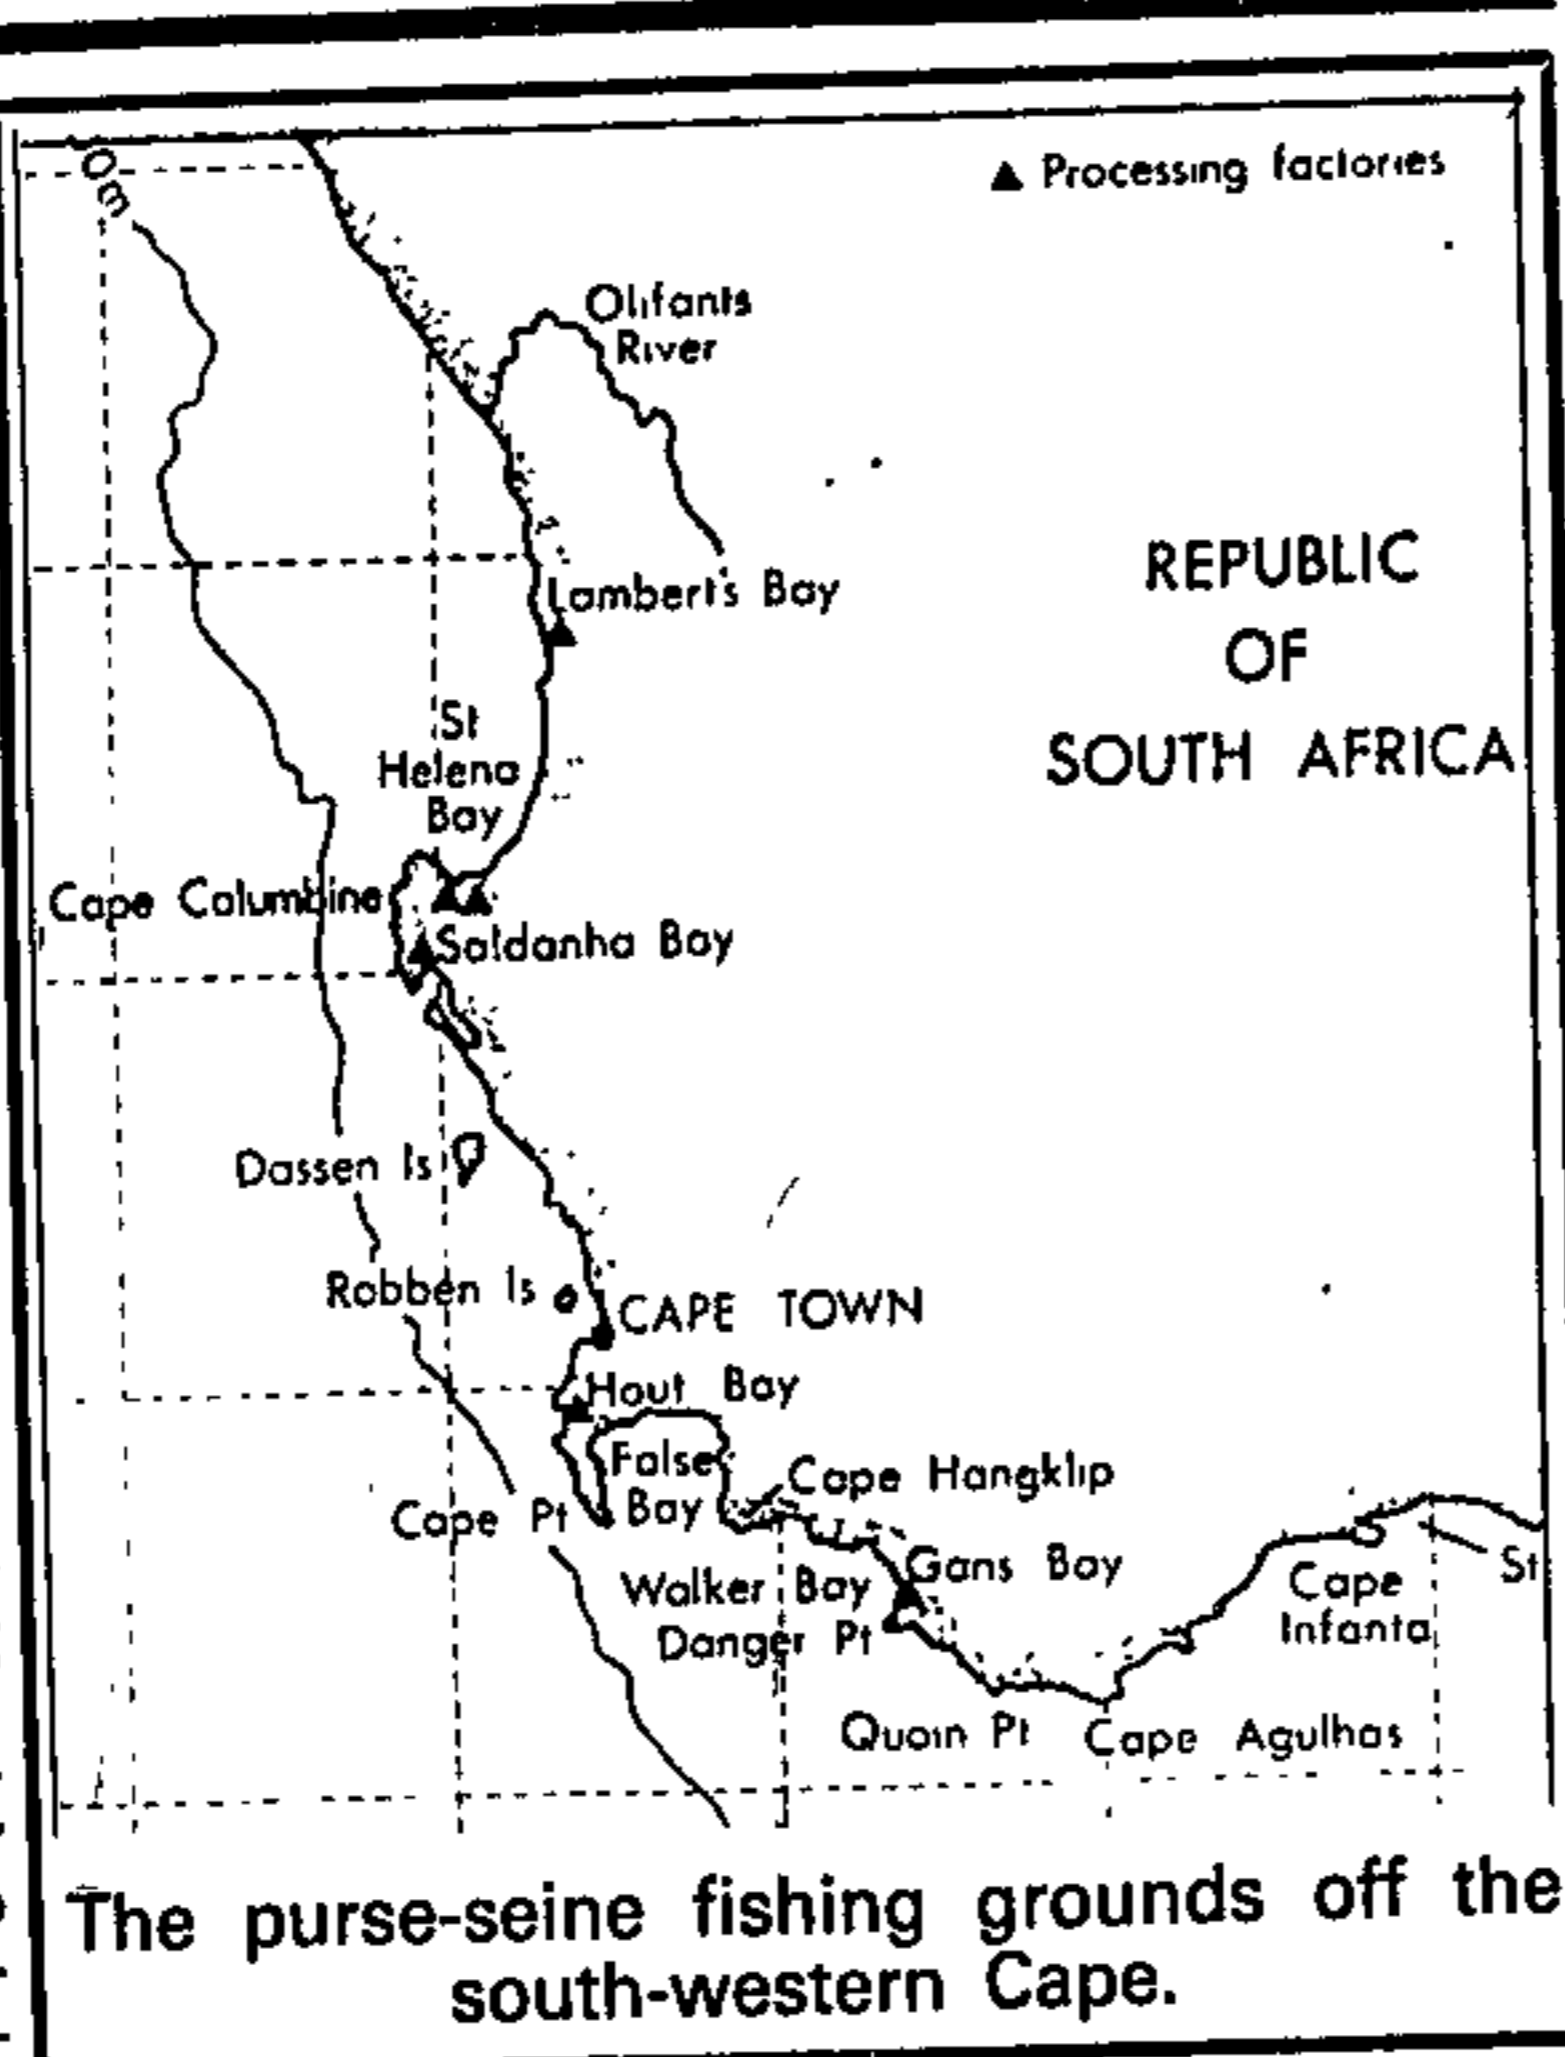 0m
Processing factories
Olifants
River
REPUBLIC
OF
SOUTH AFRICA
Lambert's Bay
St
Helena
Bay
Cape Columbine
Saldanha Bay
Dassen Is
Robben Is
CAPE TOWN
Hout Bay
False
Bay
Cape Hangklip
Cape Pt
Gans Bay
Walker Bay
Danger Pt
St
Cape
Infanta
Quoin Pt
Cape Agulhas
The purse-seine fishing grounds off the
south-western Cape.